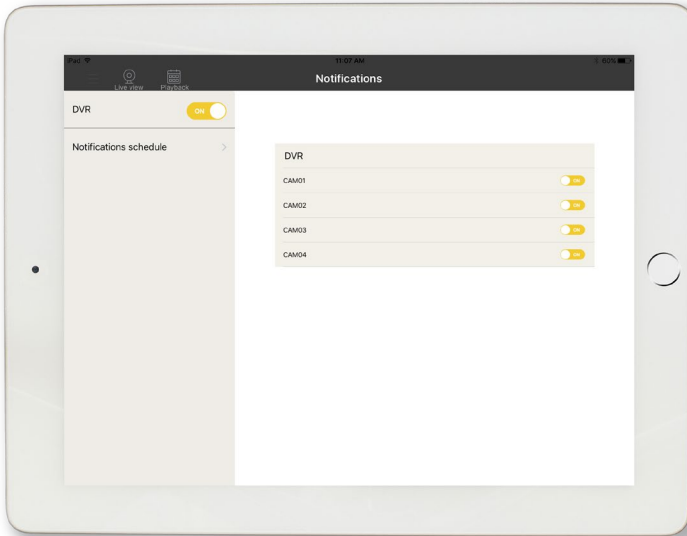 iPad 11:07 AM 60%
Live view Playback Notifications
DVR ON
Notifications schedule
DVR
CAM01 ON
CAM02 ON
CAM03 ON
CAM04 ON